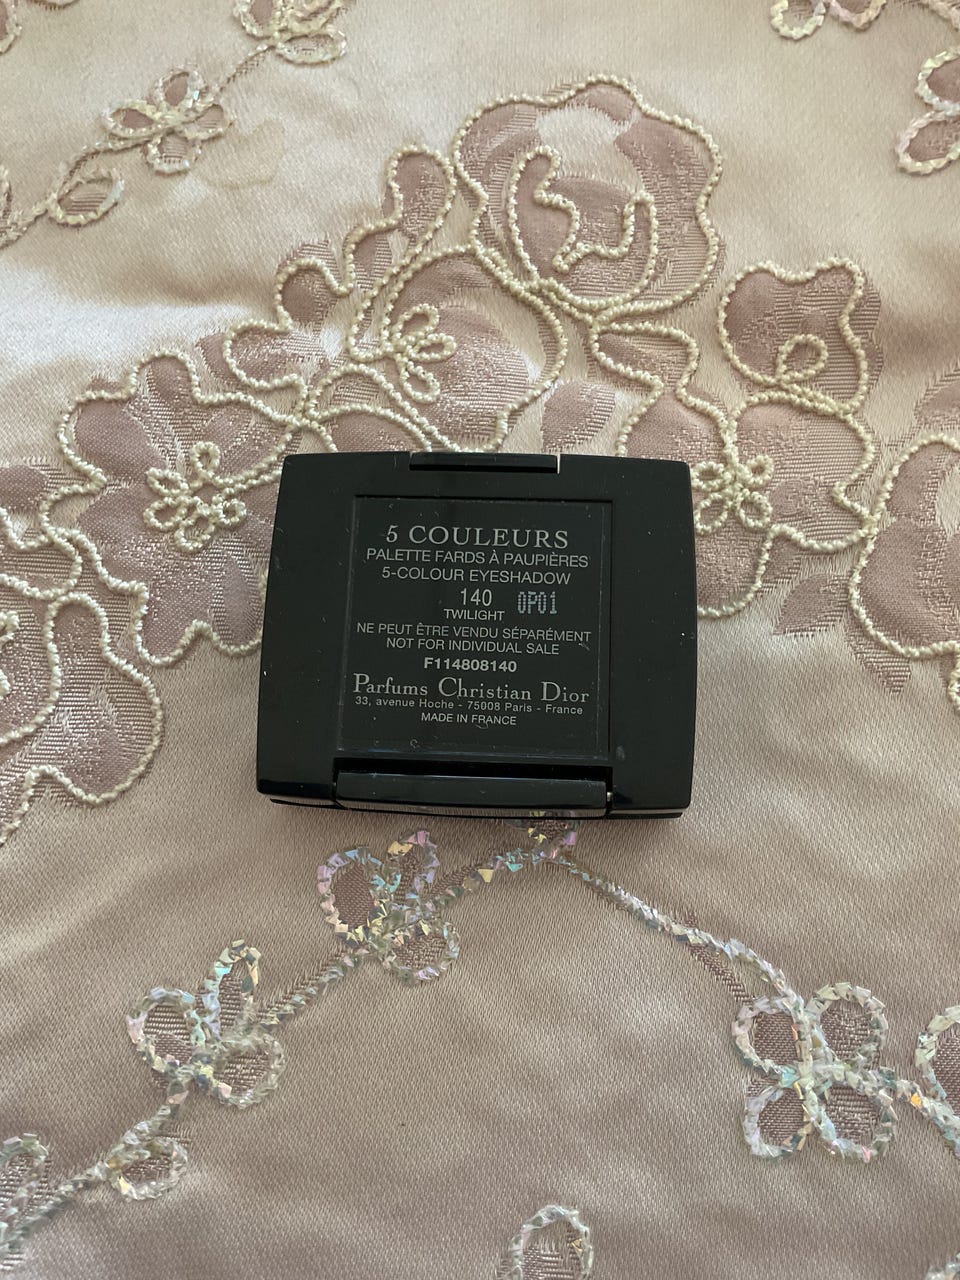 5 COULEURS
PALETTE FARDS À PAUPIÈRES
5-COLOUR EYESHADOW
140 0P01
TWILIGHT
NE PEUT ÊTRE VENDU SÉPARÉMENT
NOT FOR INDIVIDUAL SALE
F114808140
Parfums Christian Dior
33, avenue Hoche - 75008 Paris - France
MADE IN FRANCE